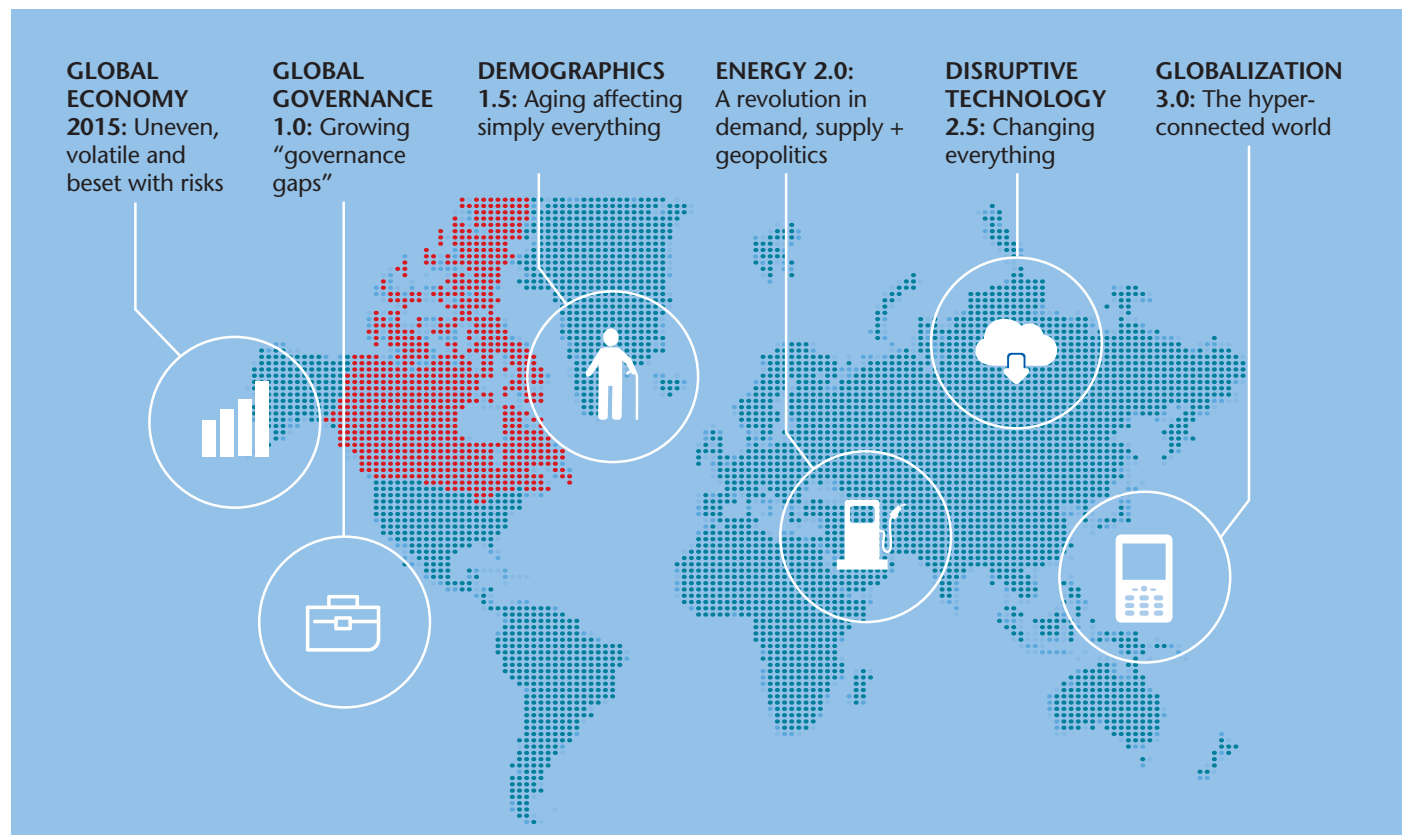 GLOBAL
ECONOMY
2015: Uneven,
volatile and
beset with risks
GLOBAL
GOVERNANCE
1.0: Growing
“governance
gaps”
DEMOGRAPHICS
1.5: Aging affecting
simply everything
ENERGY 2.0:
A revolution in
demand, supply +
geopolitics
DISRUPTIVE
TECHNOLOGY
2.5: Changing
everything
GLOBALIZATION
3.0: The hyper-
connected world